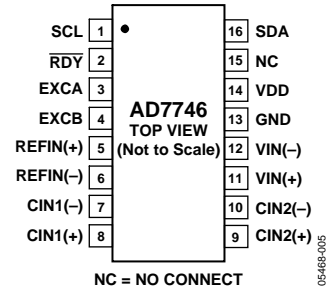 SCL 1
RDY 2
EXCA 3
EXCB 4
REFIN(+) 5
REFIN(–) 6
CIN1(–) 7
CIN1(+) 8
AD7746
TOP VIEW
(Not to Scale)
16 SDA
15 NC
14 VDD
13 GND
12 VIN(–)
11 VIN(+)
10 CIN2(–)
9 CIN2(+)
NC = NO CONNECT
05468-005